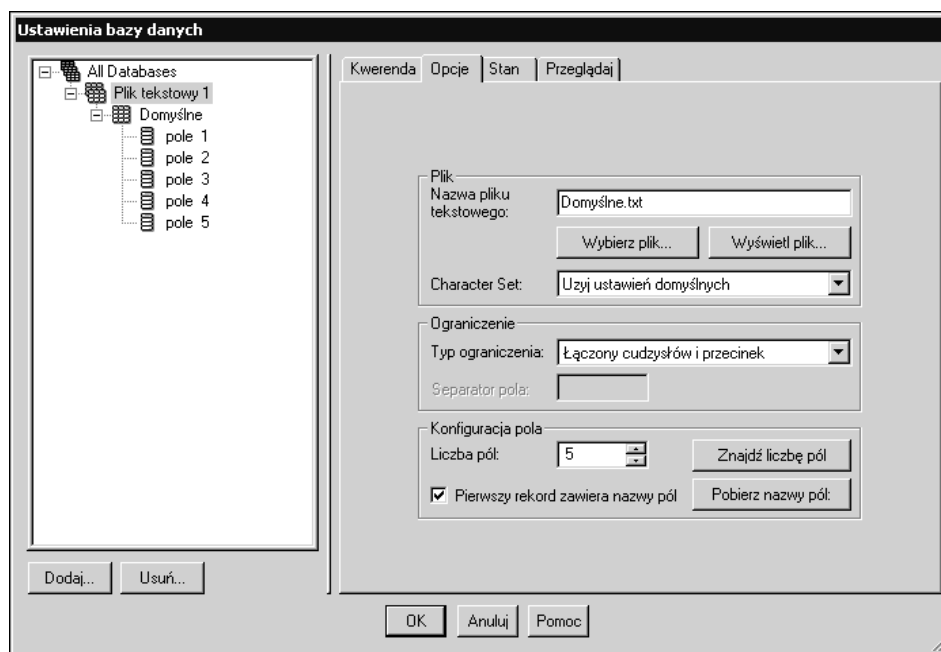 Ustawienia bazy danych
All Databases
Plik tekstowy 1
Domyślne
pole 1
pole 2
pole 3
pole 4
pole 5
Dodaj...
Usuń...
Kwerenda
Opcje
Stan
Przeglądaj
Plik
Nazwa pliku
tekstowego:
Domyślne.txt
Wybierz plik...
Wyświetl plik...
Character Set:
Uzyj ustawień domyślnych
Ograniczenie
Typ ograniczenia:
Łączony cudzysłów i przecinek
Separator pola:
Konfiguracja pola
Liczba pól:
5
Znajdź liczbę pól
Pierwszy rekord zawiera nazwy pól
Pobierz nazwy pól:
OK
Anuluj
Pomoc